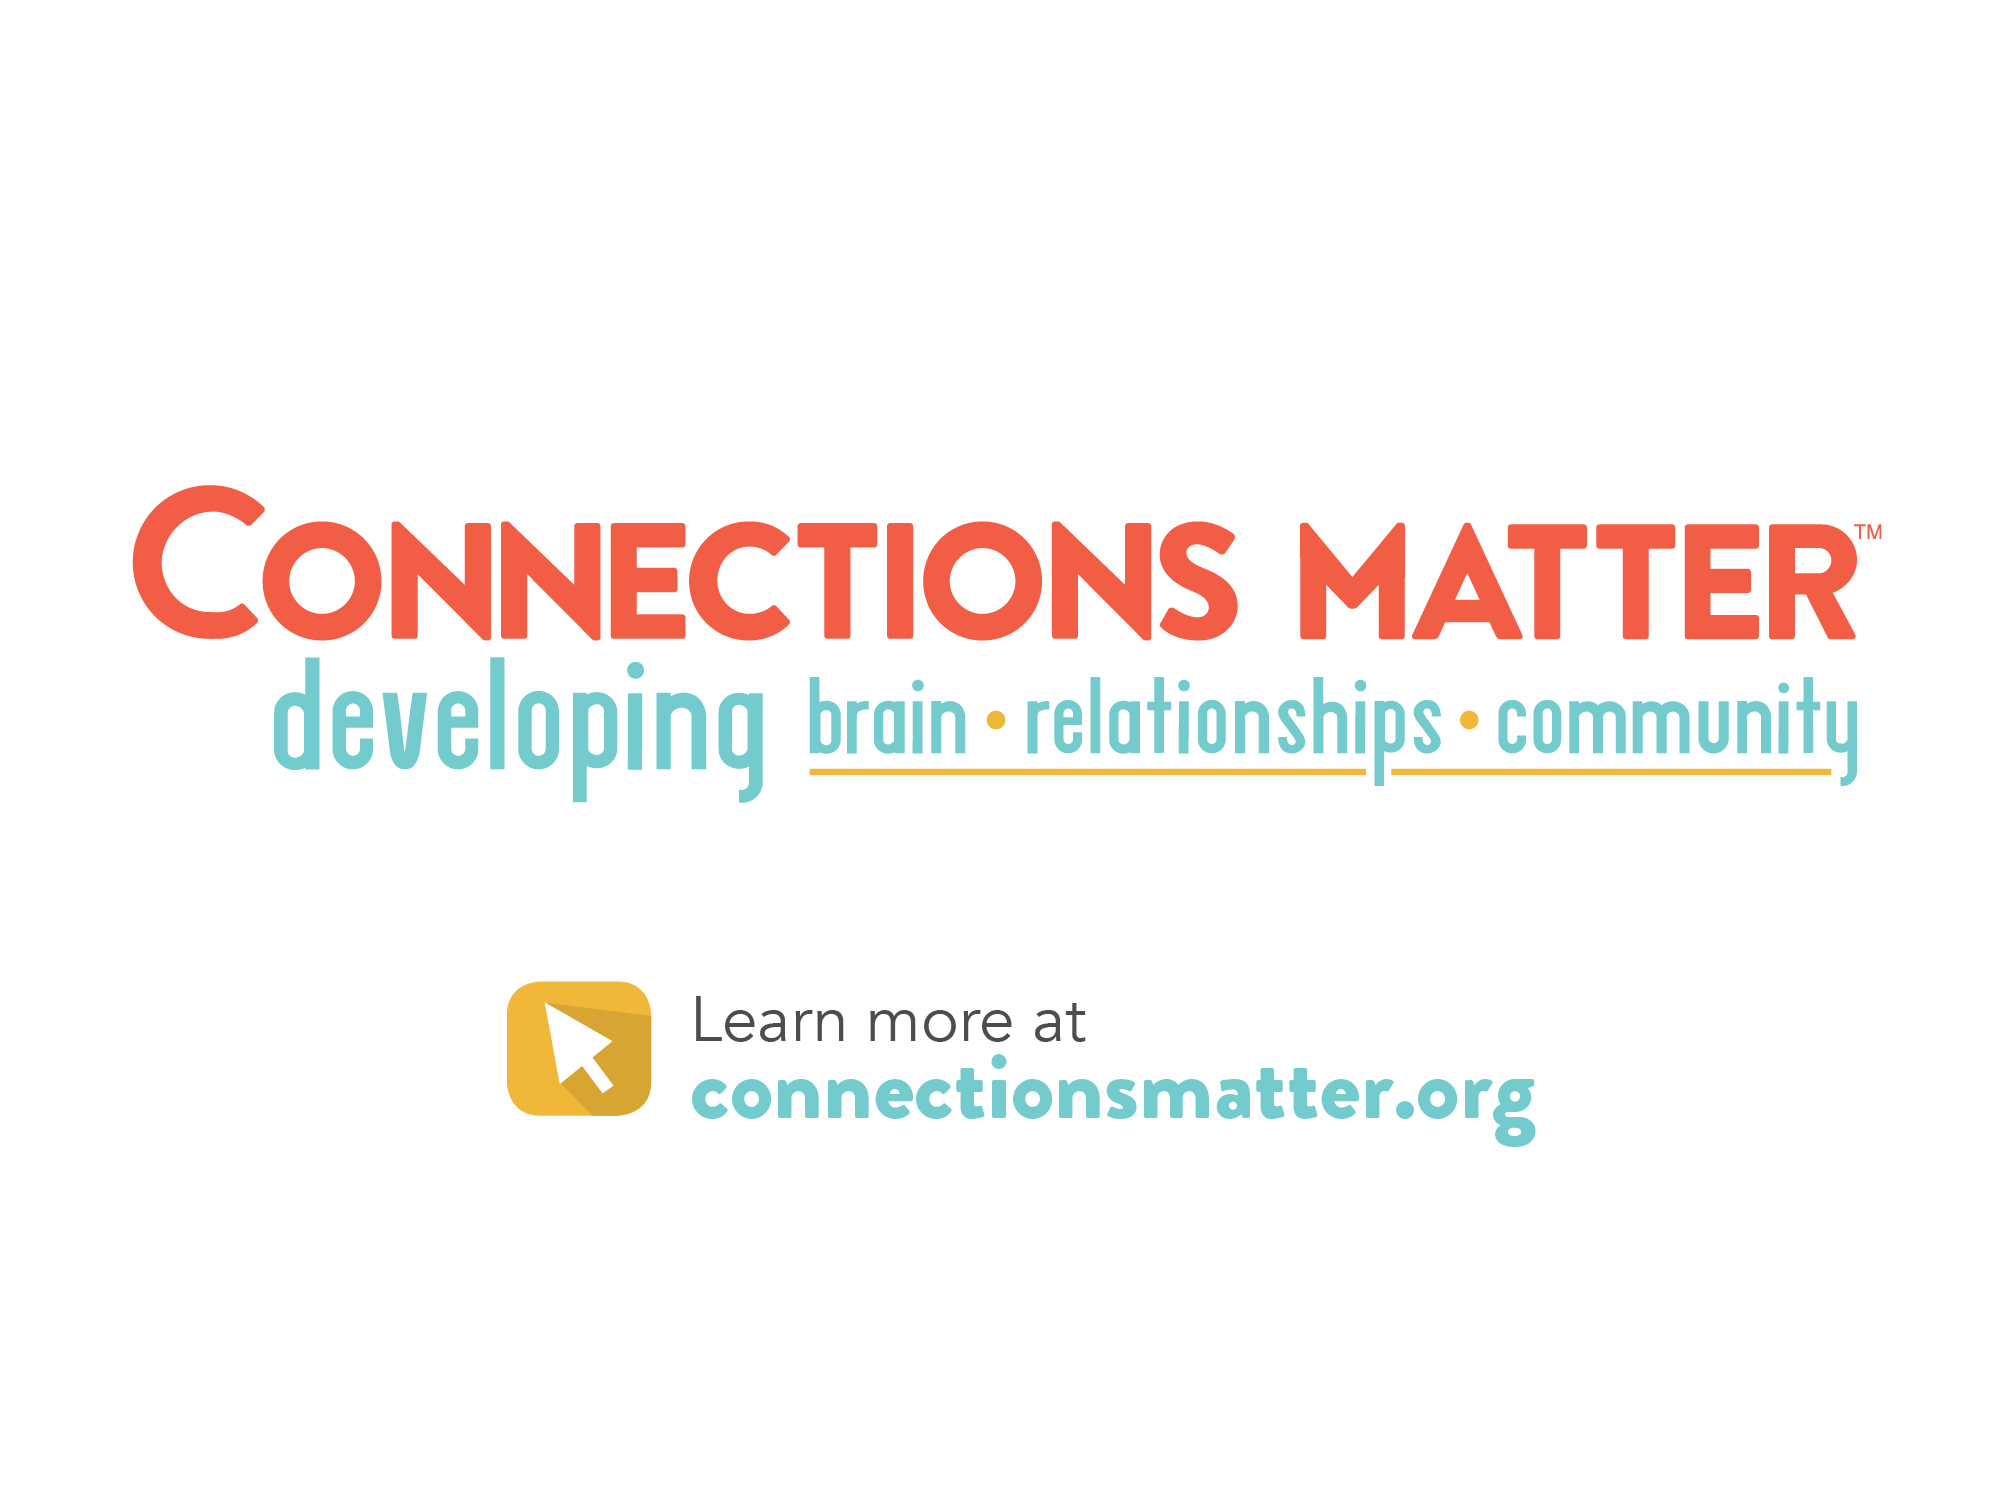 CONNECTIONS MATTER™
developing brain • relationships • community
Learn more at
connectionsmatter.org